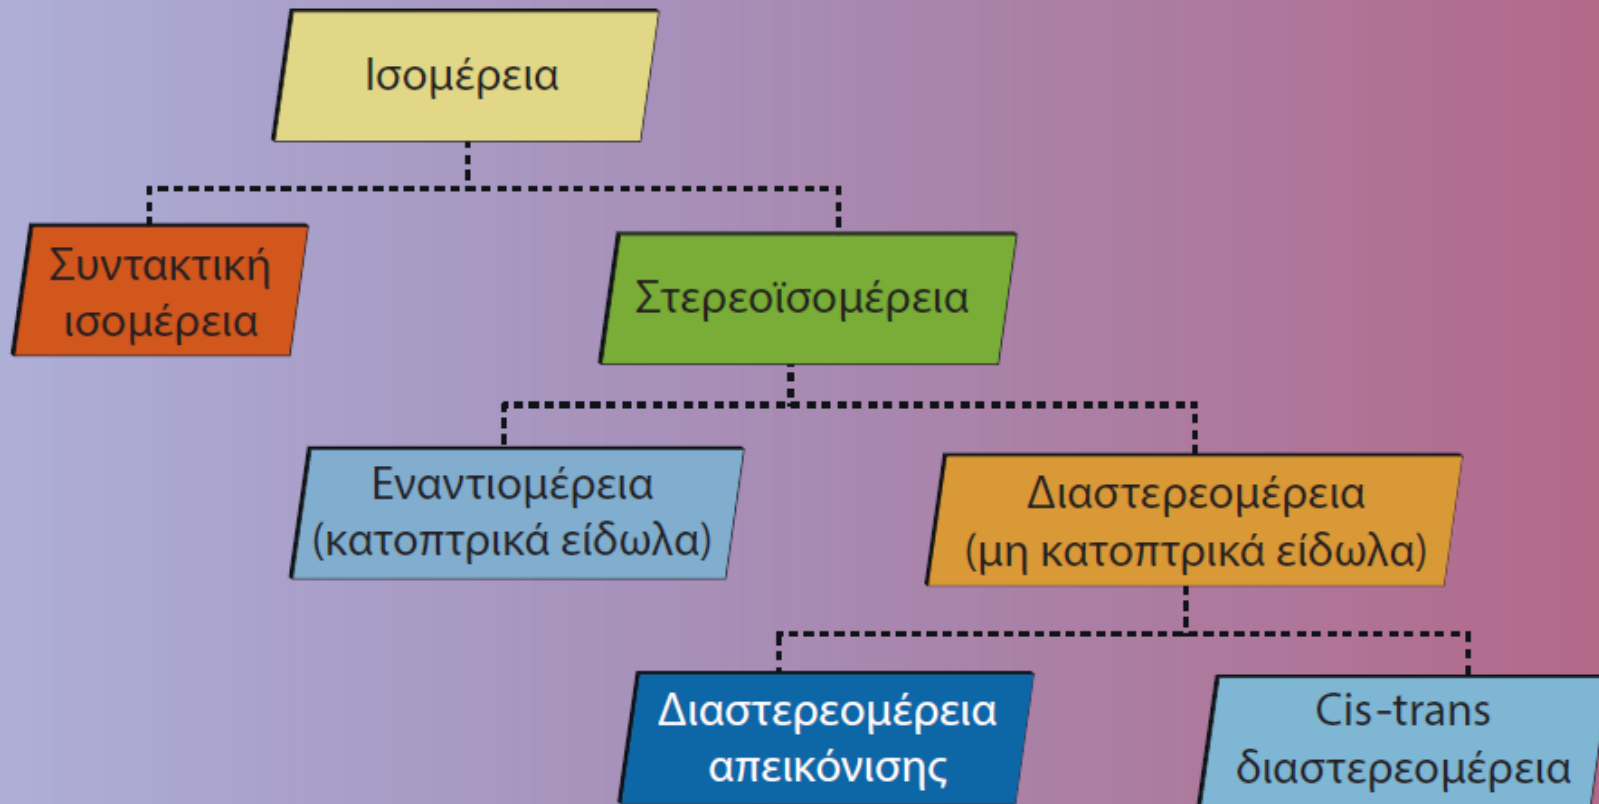 Ισομέρεια
Συντακτική
ισομέρεια
Στερεοϊσομέρεια
Εναντιομέρεια
(κατοπτρικά είδωλα)
Διαστερεομέρεια
(μη κατοπτρικά είδωλα)
Διαστερεομέρεια
απεικόνισης
Cis-trans
διαστερεομέρεια